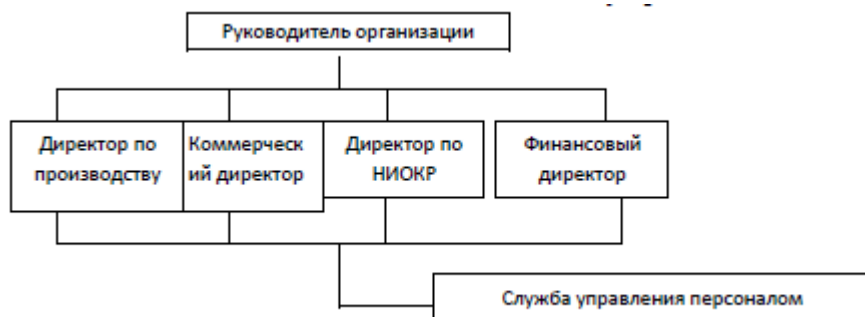 Руководитель организации
Директор по
производству
Коммерческ
ий директор
Директор по
НИОКР
Финансовый
директор
Служба управления персоналом